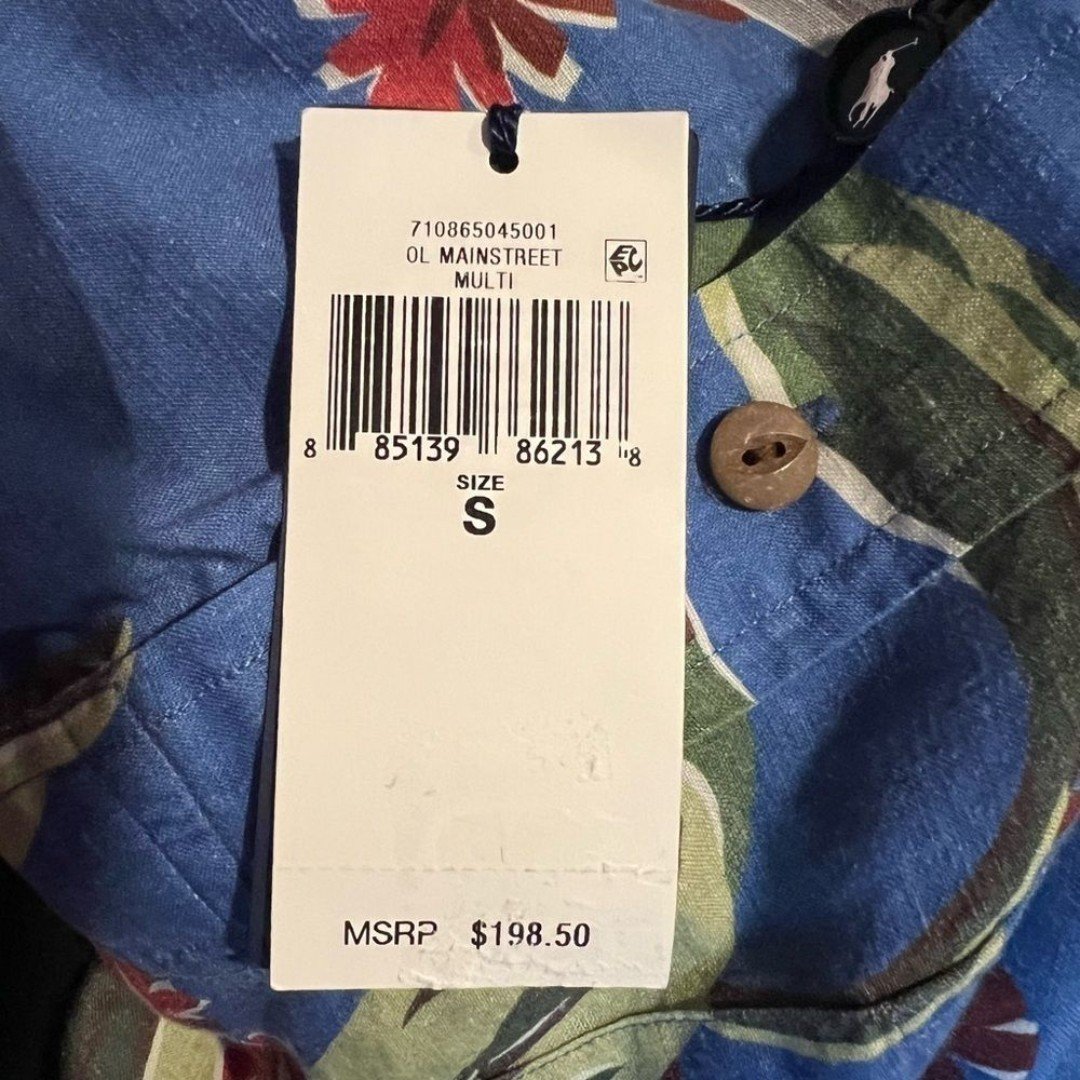 710865045001
OL MAINSTREET
MULTI
8 85139 86213 8
SIZE
S
MSRP $198.50